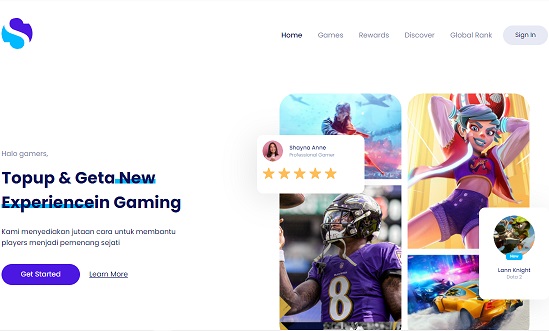 Home Games Rewards Discover Global Rank Sign In
Halo gamers,
Topup & Geta New
Experiencein Gaming
Kami menyediakan jutaan cara untuk membantu
players menjadi pemenang sejati
Get Started Learn More
Shayna Anne
Professional Gamer
RAVENS
8
New
Lann Knight
Dota 2